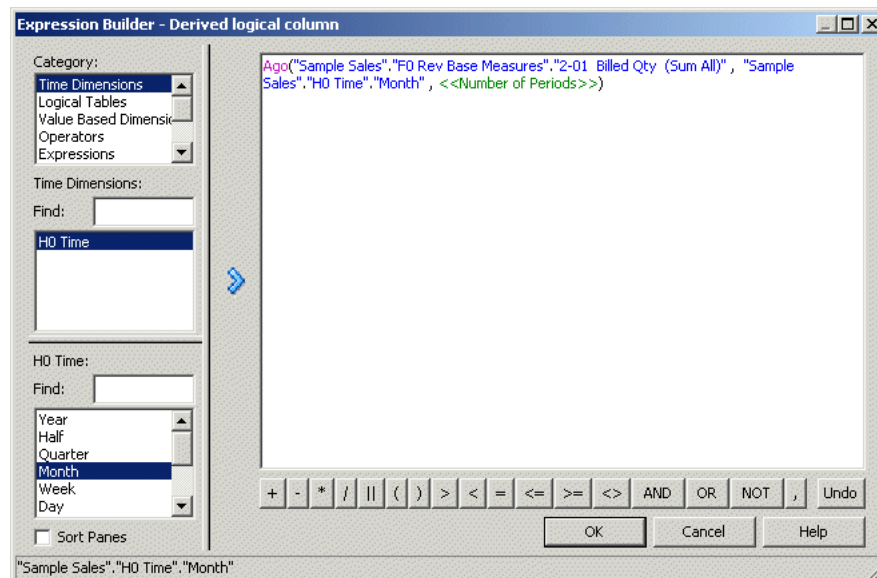 Expression Builder - Derived logical column
Category:
Time Dimensions
Logical Tables
Value Based Dimensic
Operators
Expressions
Time Dimensions:
Find:
H0 Time
H0 Time:
Find:
Year
Half
Quarter
Month
Week
Day
Sort Panes
Ago("Sample Sales"."F0 Rev Base Measures"."2-01  Billed Qty  (Sum All)" ,  "Sample
Sales"."H0 Time"."Month" , <<Number of Periods>>)
+ - * / || ( ) > < = <= >= <> AND OR NOT , Undo
OK Cancel Help
"Sample Sales"."H0 Time"."Month"